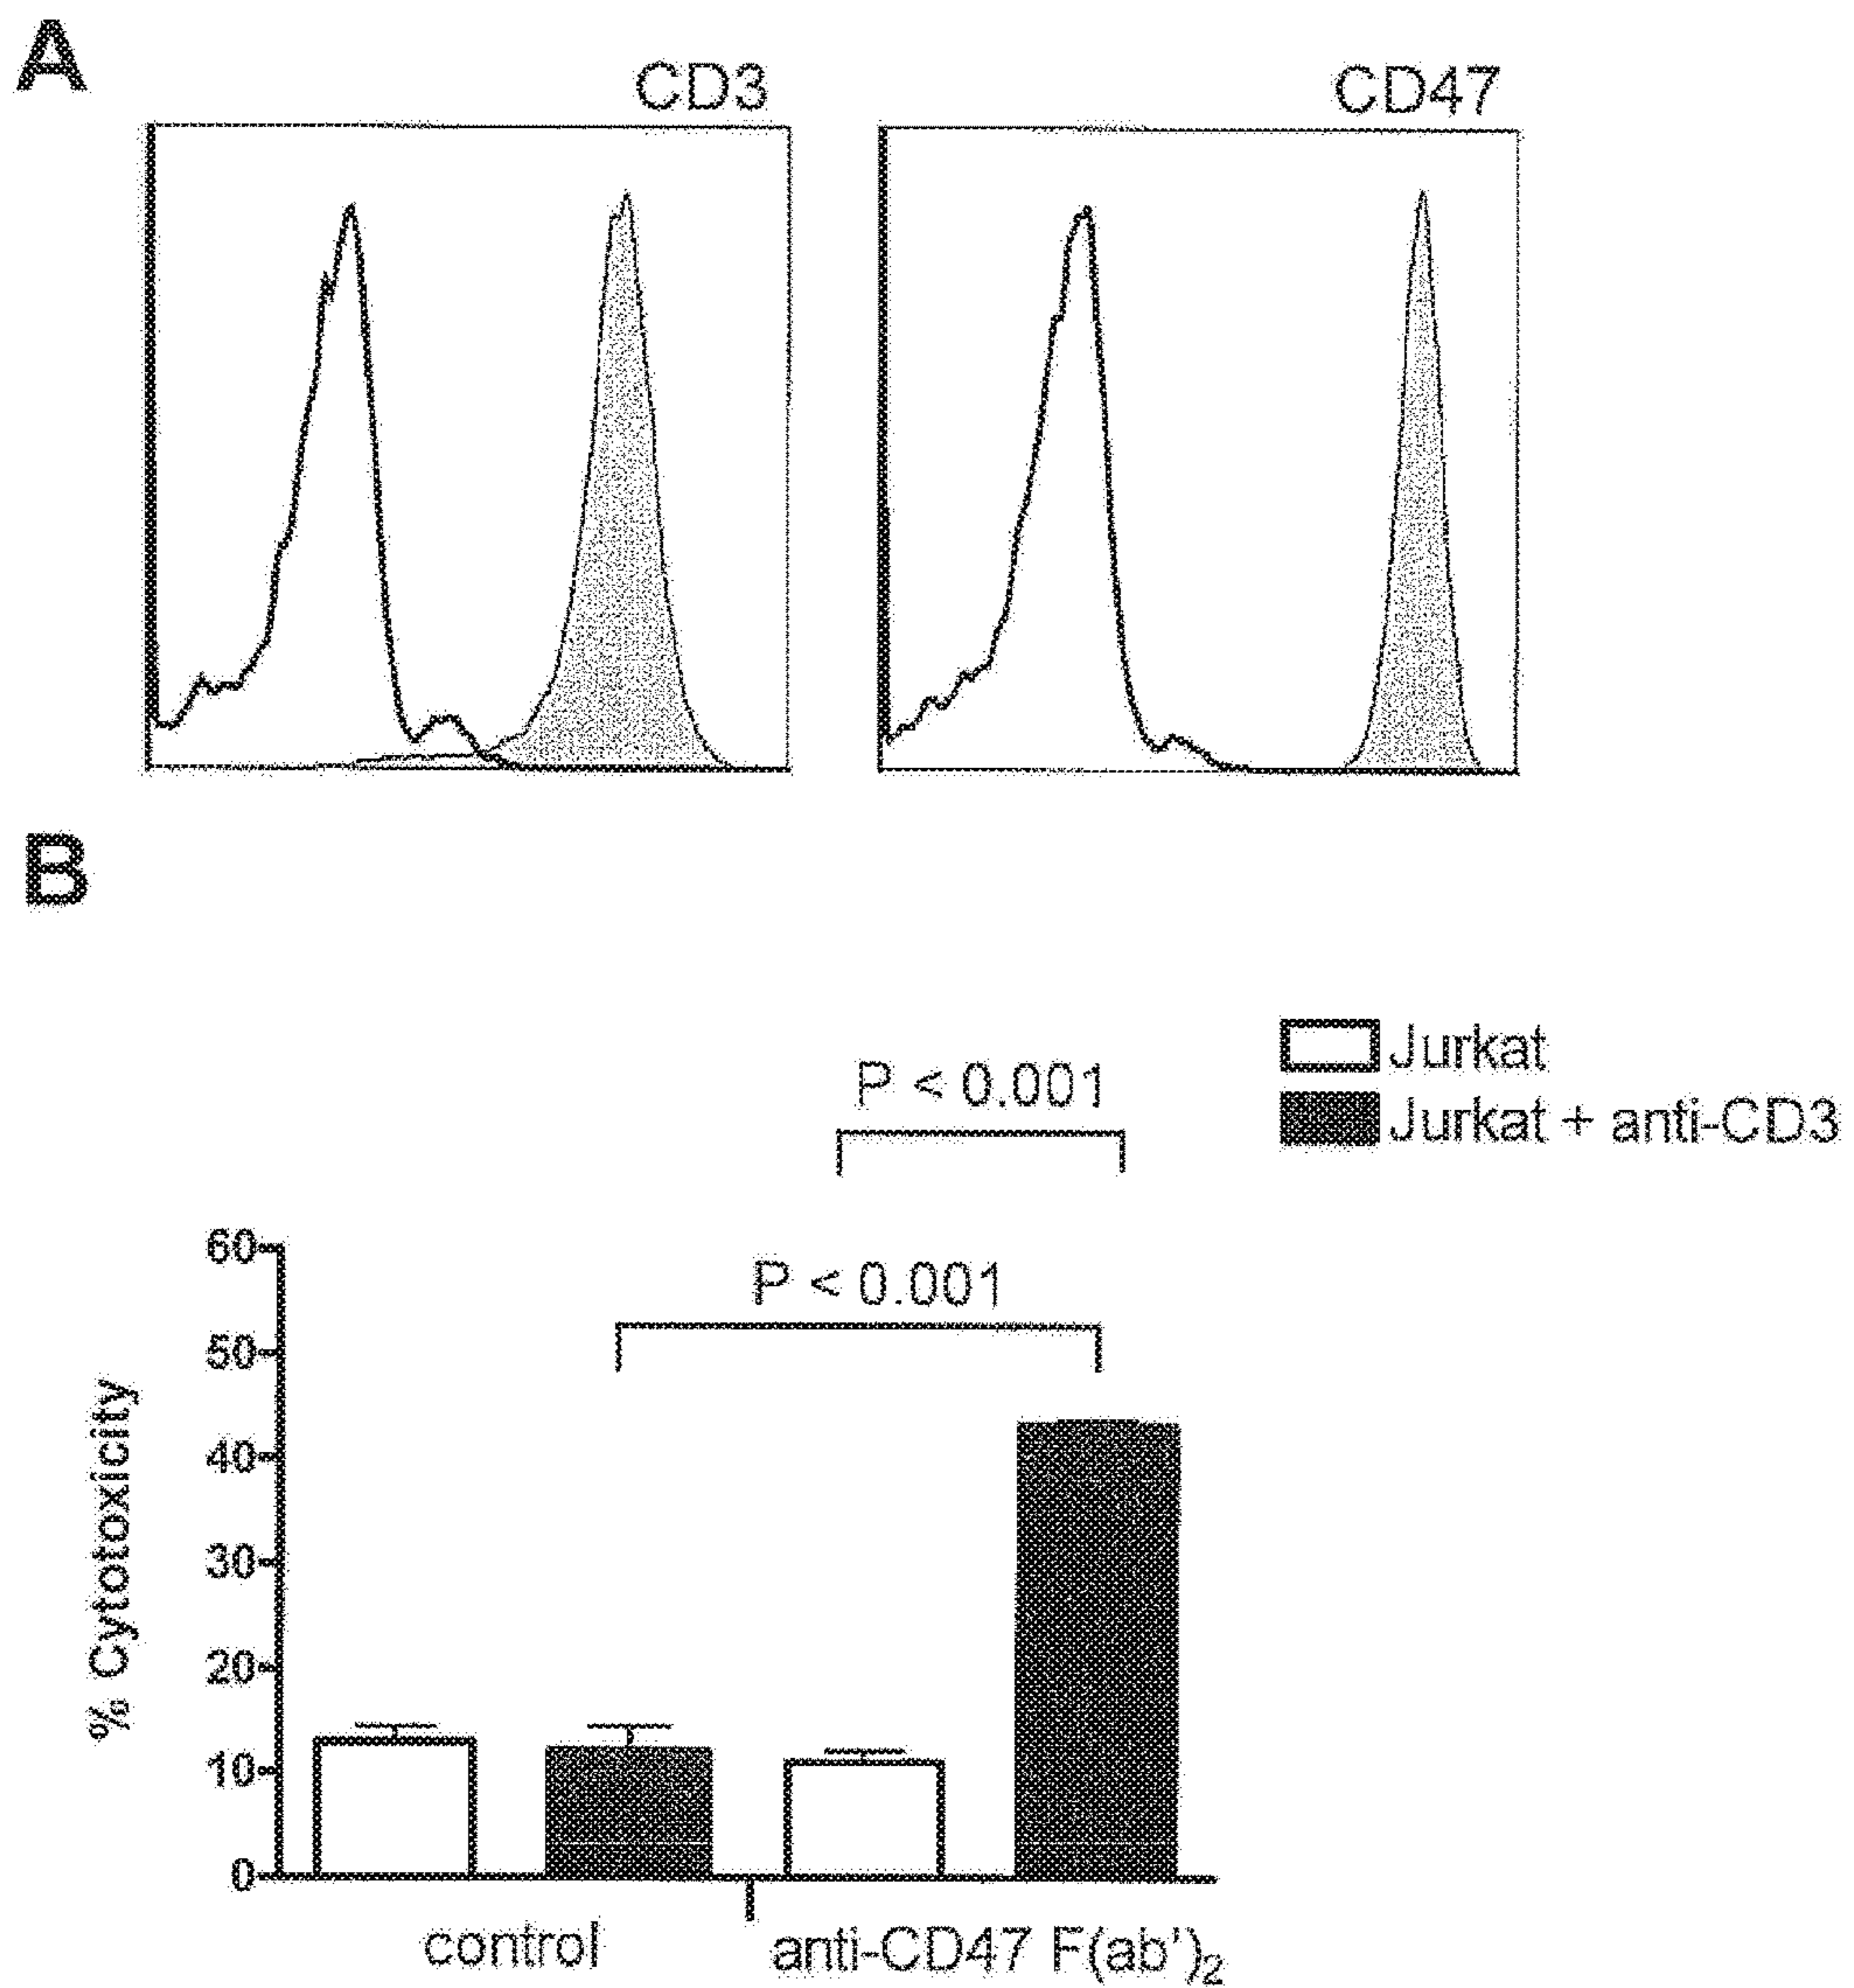 A
CD3
CD47
B
Jurkat
Jurkat + anti-CD3
P < 0.001
P < 0.001
60
50
40
30
20
10
0
% Cytotoxicity
control
anti-CD47 F(ab')₂